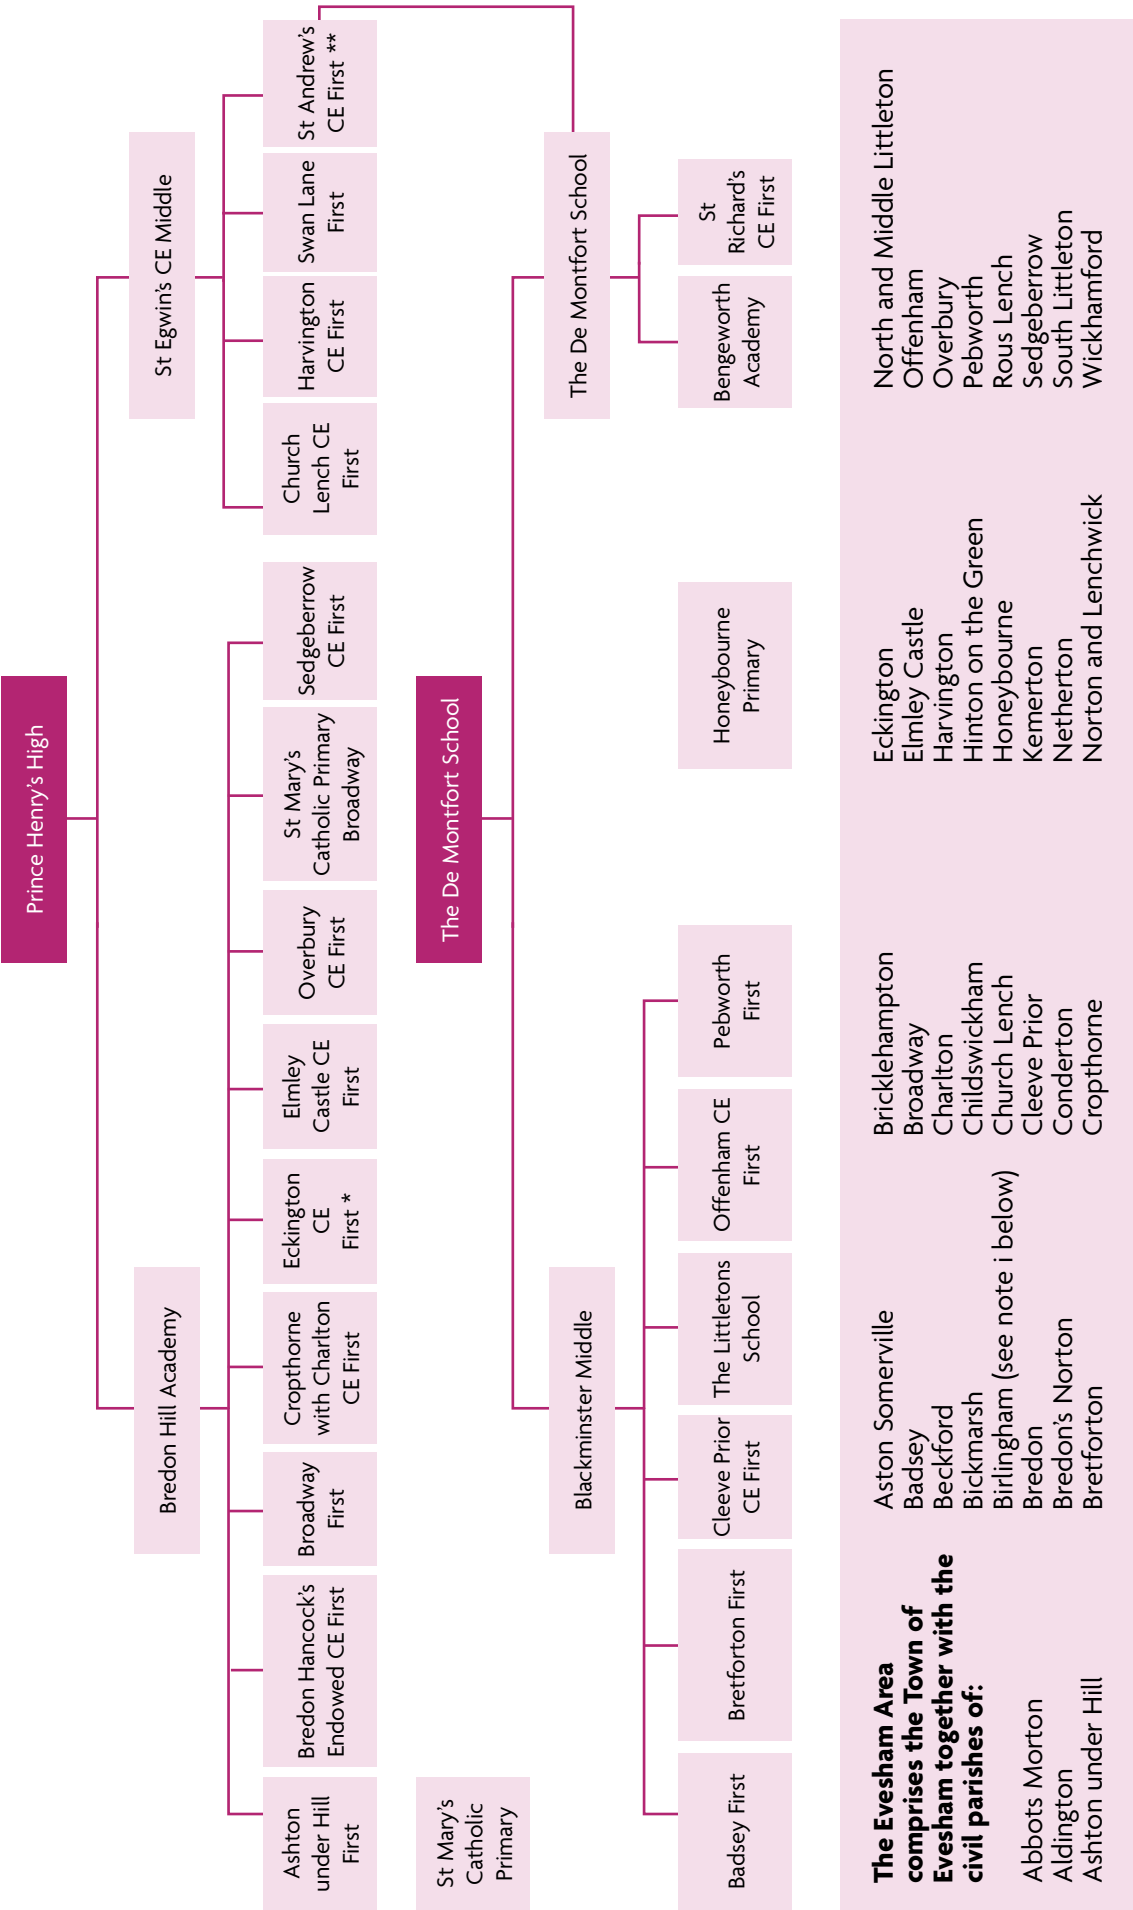 Prince Henry's High
Bredon Hill Academy
St Egwin's CE Middle
Ashton
under Hill
First
Bredon Hancock's
Endowed CE First
Broadway
First
Cropthorne
with Charlton
CE First
Eckington
CE
First *
Elmley
Castle CE
First
Overbury
CE First
St Mary's
Catholic Primary
Broadway
Sedgeberrow
CE First
Church
Lench CE
First
Harvington
CE First
Swan Lane
First
St Andrew's
CE First **
St Mary's
Catholic
Primary
The De Montfort School
Blackminster Middle
The De Montfort School
Badsey First
Bretforton First
Cleeve Prior
CE First
The Littletons
School
Offenham CE
First
Pebworth
First
Honeybourne
Primary
Bengeworth
Academy
St
Richard's
CE First
The Evesham Area
comprises the Town of
Evesham together with the
civil parishes of:
Abbots Morton
Aldington
Ashton under Hill
Aston Somerville
Badsey
Beckford
Bickmarsh
Birlingham (see note i below)
Bredon
Bredon's Norton
Bretforton
Bricklehampton
Broadway
Charlton
Childswickham
Church Lench
Cleeve Prior
Conderton
Cropthorne
Eckington
Elmley Castle
Harvington
Hinton on the Green
Honeybourne
Kemerton
Netherton
Norton and Lenchwick
North and Middle Littleton
Offenham
Overbury
Pebworth
Rous Lench
Sedgeberrow
South Littleton
Wickhamford